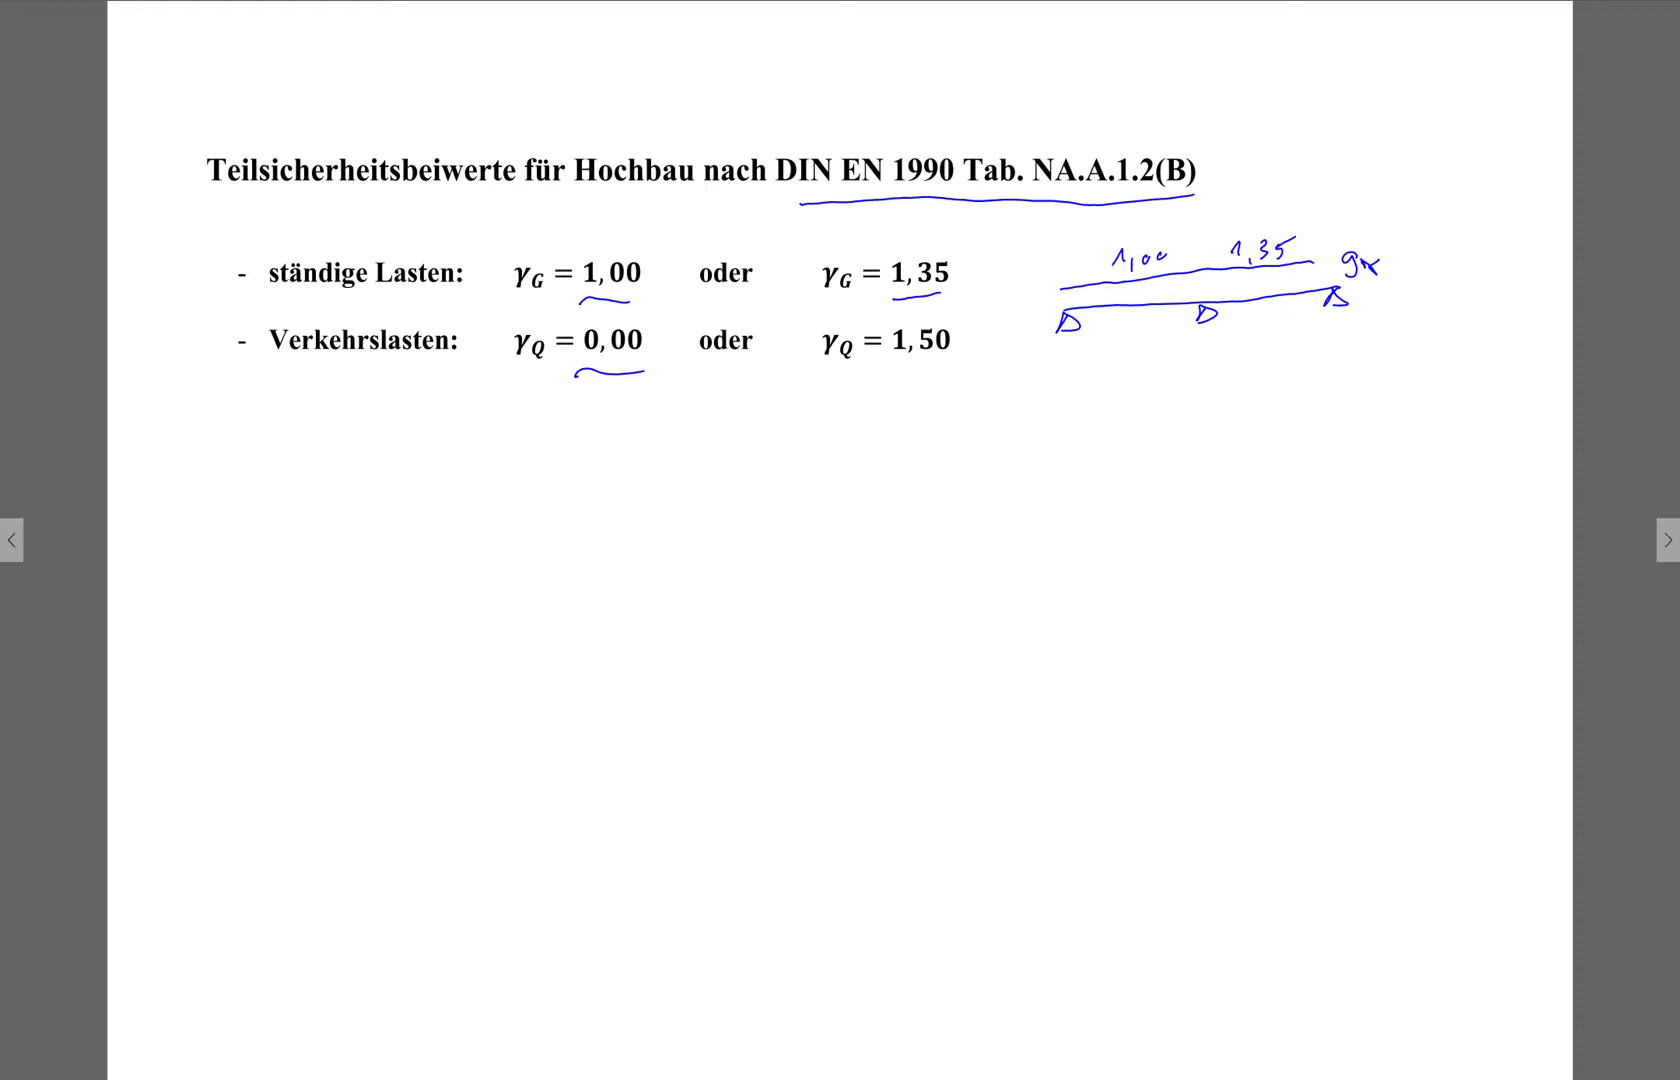 Teilsicherheitsbeiwerte für Hochbau nach DIN EN 1990 Tab. NA.A.1.2(B)
- ständige Lasten: γG = 1,00 oder γG = 1,35
1,00 1,35 gk
- Verkehrslasten: γQ = 0,00 oder γQ = 1,50